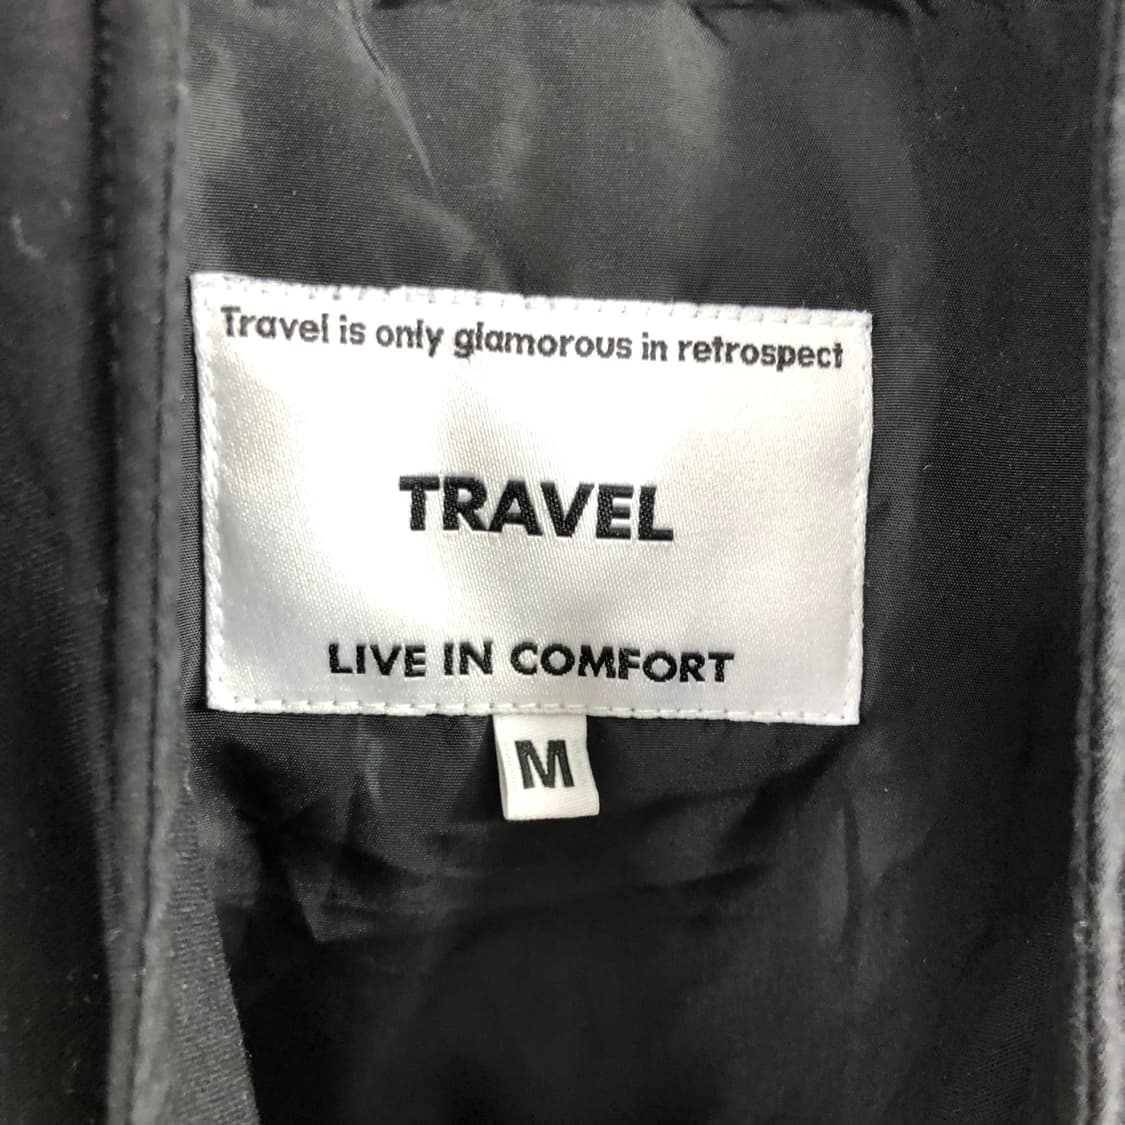 Travel is only glamorous in retrospect
TRAVEL
LIVE IN COMFORT
M